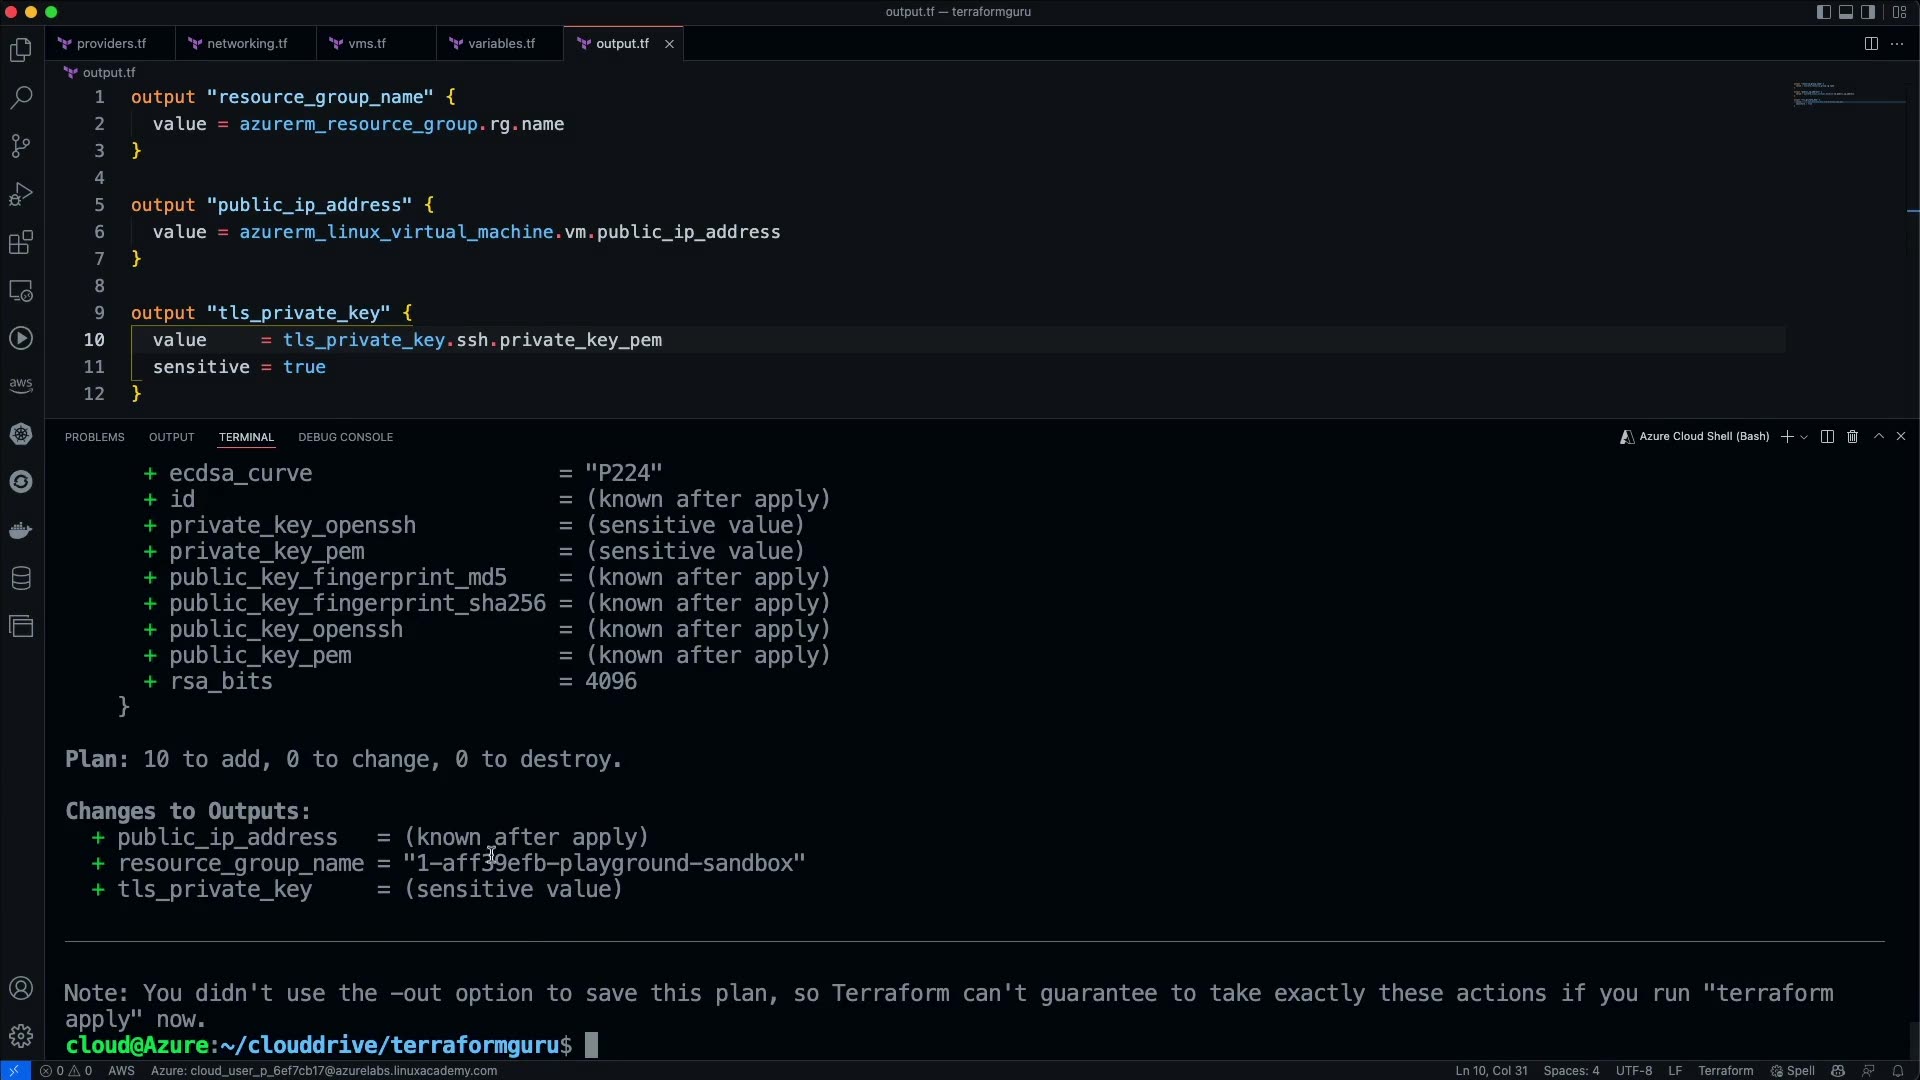 output.tf — terraformguru
providers.tf networking.tf vms.tf variables.tf output.tf
output.tf
1 output "resource_group_name" {
2 value = azurerm_resource_group.rg.name
3 }
4
5 output "public_ip_address" {
6 value = azurerm_linux_virtual_machine.vm.public_ip_address
7 }
8
9 output "tls_private_key" {
10 value = tls_private_key.ssh.private_key_pem
11 sensitive = true
12 }
aws
PROBLEMS OUTPUT TERMINAL DEBUG CONSOLE Azure Cloud Shell (Bash)
+ ecdsa_curve = "P224"
+ id = (known after apply)
+ private_key_openssh = (sensitive value)
+ private_key_pem = (sensitive value)
+ public_key_fingerprint_md5 = (known after apply)
+ public_key_fingerprint_sha256 = (known after apply)
+ public_key_openssh = (known after apply)
+ public_key_pem = (known after apply)
+ rsa_bits = 4096
}
Plan: 10 to add, 0 to change, 0 to destroy.
Changes to Outputs:
+ public_ip_address = (known after apply)
+ resource_group_name = "1-aff39efb-playground-sandbox"
+ tls_private_key = (sensitive value)
Note: You didn't use the -out option to save this plan, so Terraform can't guarantee to take exactly these actions if you run "terraform
apply" now.
cloud@Azure:~/clouddrive/terraformguru$
0 0 AWS Azure: cloud_user_p_6ef7cb17@azurelabs.linuxacademy.com Ln 10, Col 31 Spaces: 4 UTF-8 LF Terraform Spell